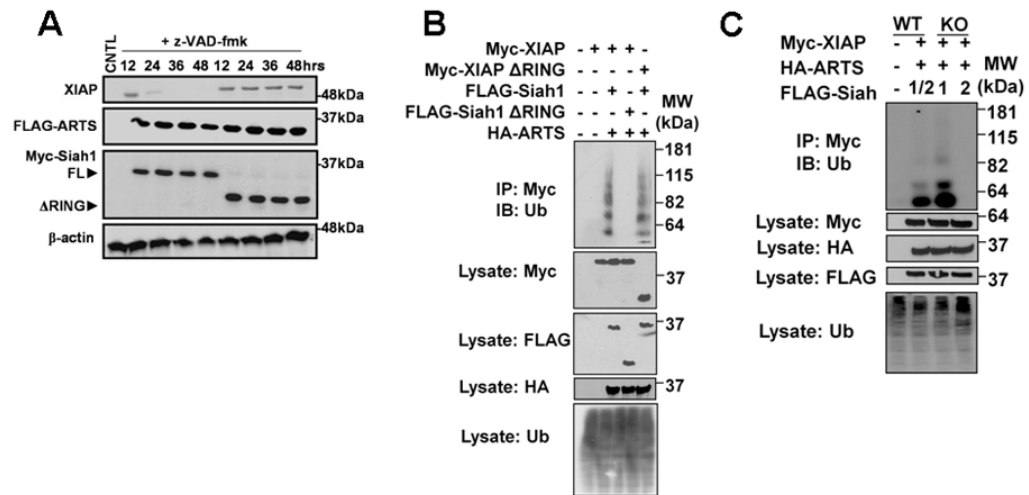 A
CNTL
+ z-VAD-fmk
12 24 36 48 12 24 36 48hrs
XIAP
48kDa
37kDa
FLAG-ARTS
Myc-Siah1
FL►
37kDa
ΔRING►
48kDa
β-actin
B
Myc-XIAP - + + + -
Myc-XIAP ΔRING - - - - +
FLAG-Siah1 - - + - +
FLAG-Siah1 ΔRING - - - + -
HA-ARTS - - + + +
MW
(kDa)
181
115
82
64
IP: Myc
IB: Ub
Lysate: Myc
37
37
Lysate: FLAG
Lysate: HA
37
Lysate: Ub
C
WT KO
Myc-XIAP - + + +
HA-ARTS - + + +
FLAG-Siah - 1/2 1 2
MW
(kDa)
181
115
82
64
IP: Myc
IB: Ub
Lysate: Myc
64
Lysate: HA
37
Lysate: FLAG
37
Lysate: Ub